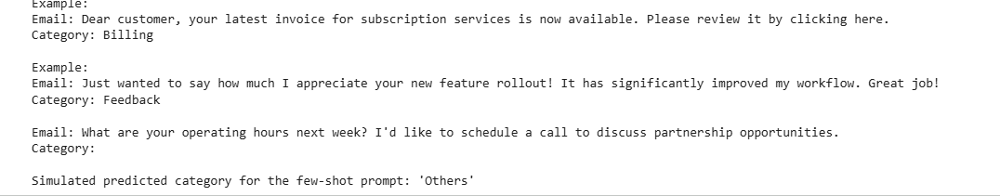 Example:
Email: Dear customer, your latest invoice for subscription services is now available. Please review it by clicking here.
Category: Billing
Example:
Email: Just wanted to say how much I appreciate your new feature rollout! It has significantly improved my workflow. Great job!
Category: Feedback
Email: What are your operating hours next week? I'd like to schedule a call to discuss partnership opportunities.
Category:
Simulated predicted category for the few-shot prompt: 'Others'